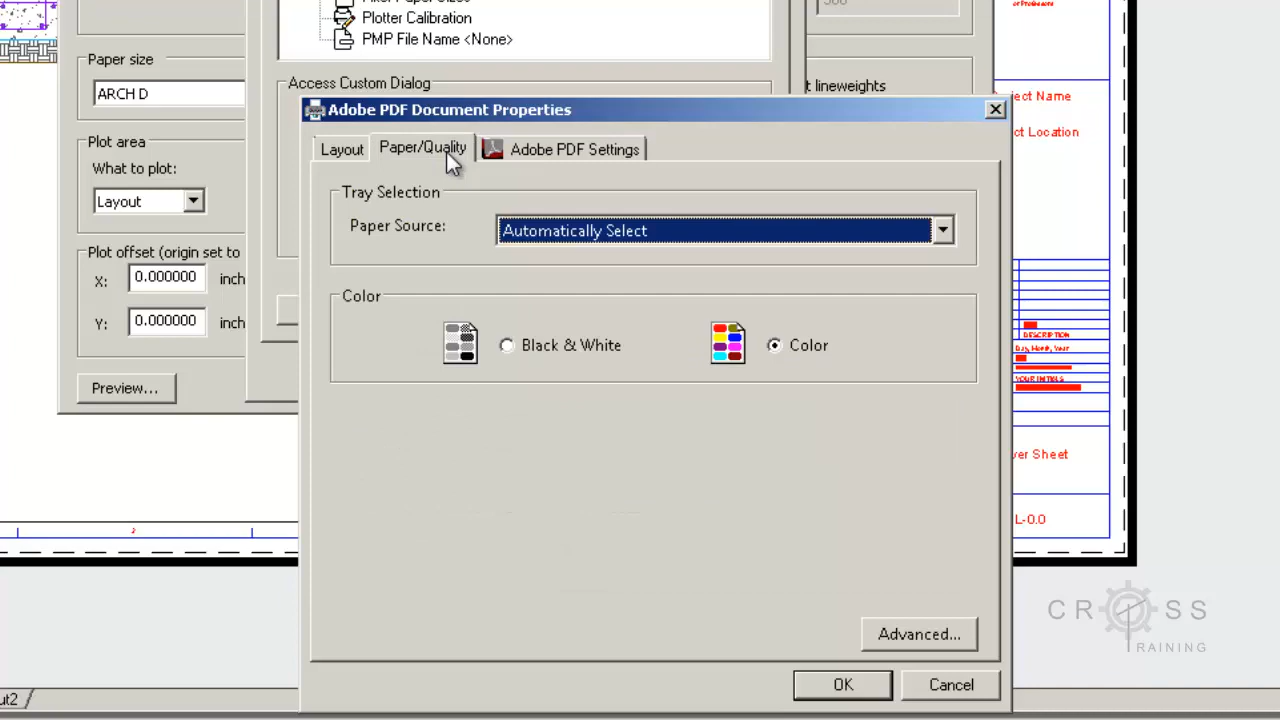 Plotter Calibration
PMP File Name <None>
Paper size
ARCH D
Access Custom Dialog
t lineweights
Adobe PDF Document Properties
ect Name
ct Location
Layout
Paper/Quality
Adobe PDF Settings
Plot area
What to plot:
Layout
Tray Selection
Paper Source:
Automatically Select
Plot offset (origin set to
X:
0.000000
inch
Y:
0.000000
inch
Color
Black & White
Color
DESCRIPTION
Day, Month, Year
YOUR INITIALS
Preview...
ver Sheet
L-0.0
CROSS
TRAINING
Advanced...
OK
Cancel
ut2